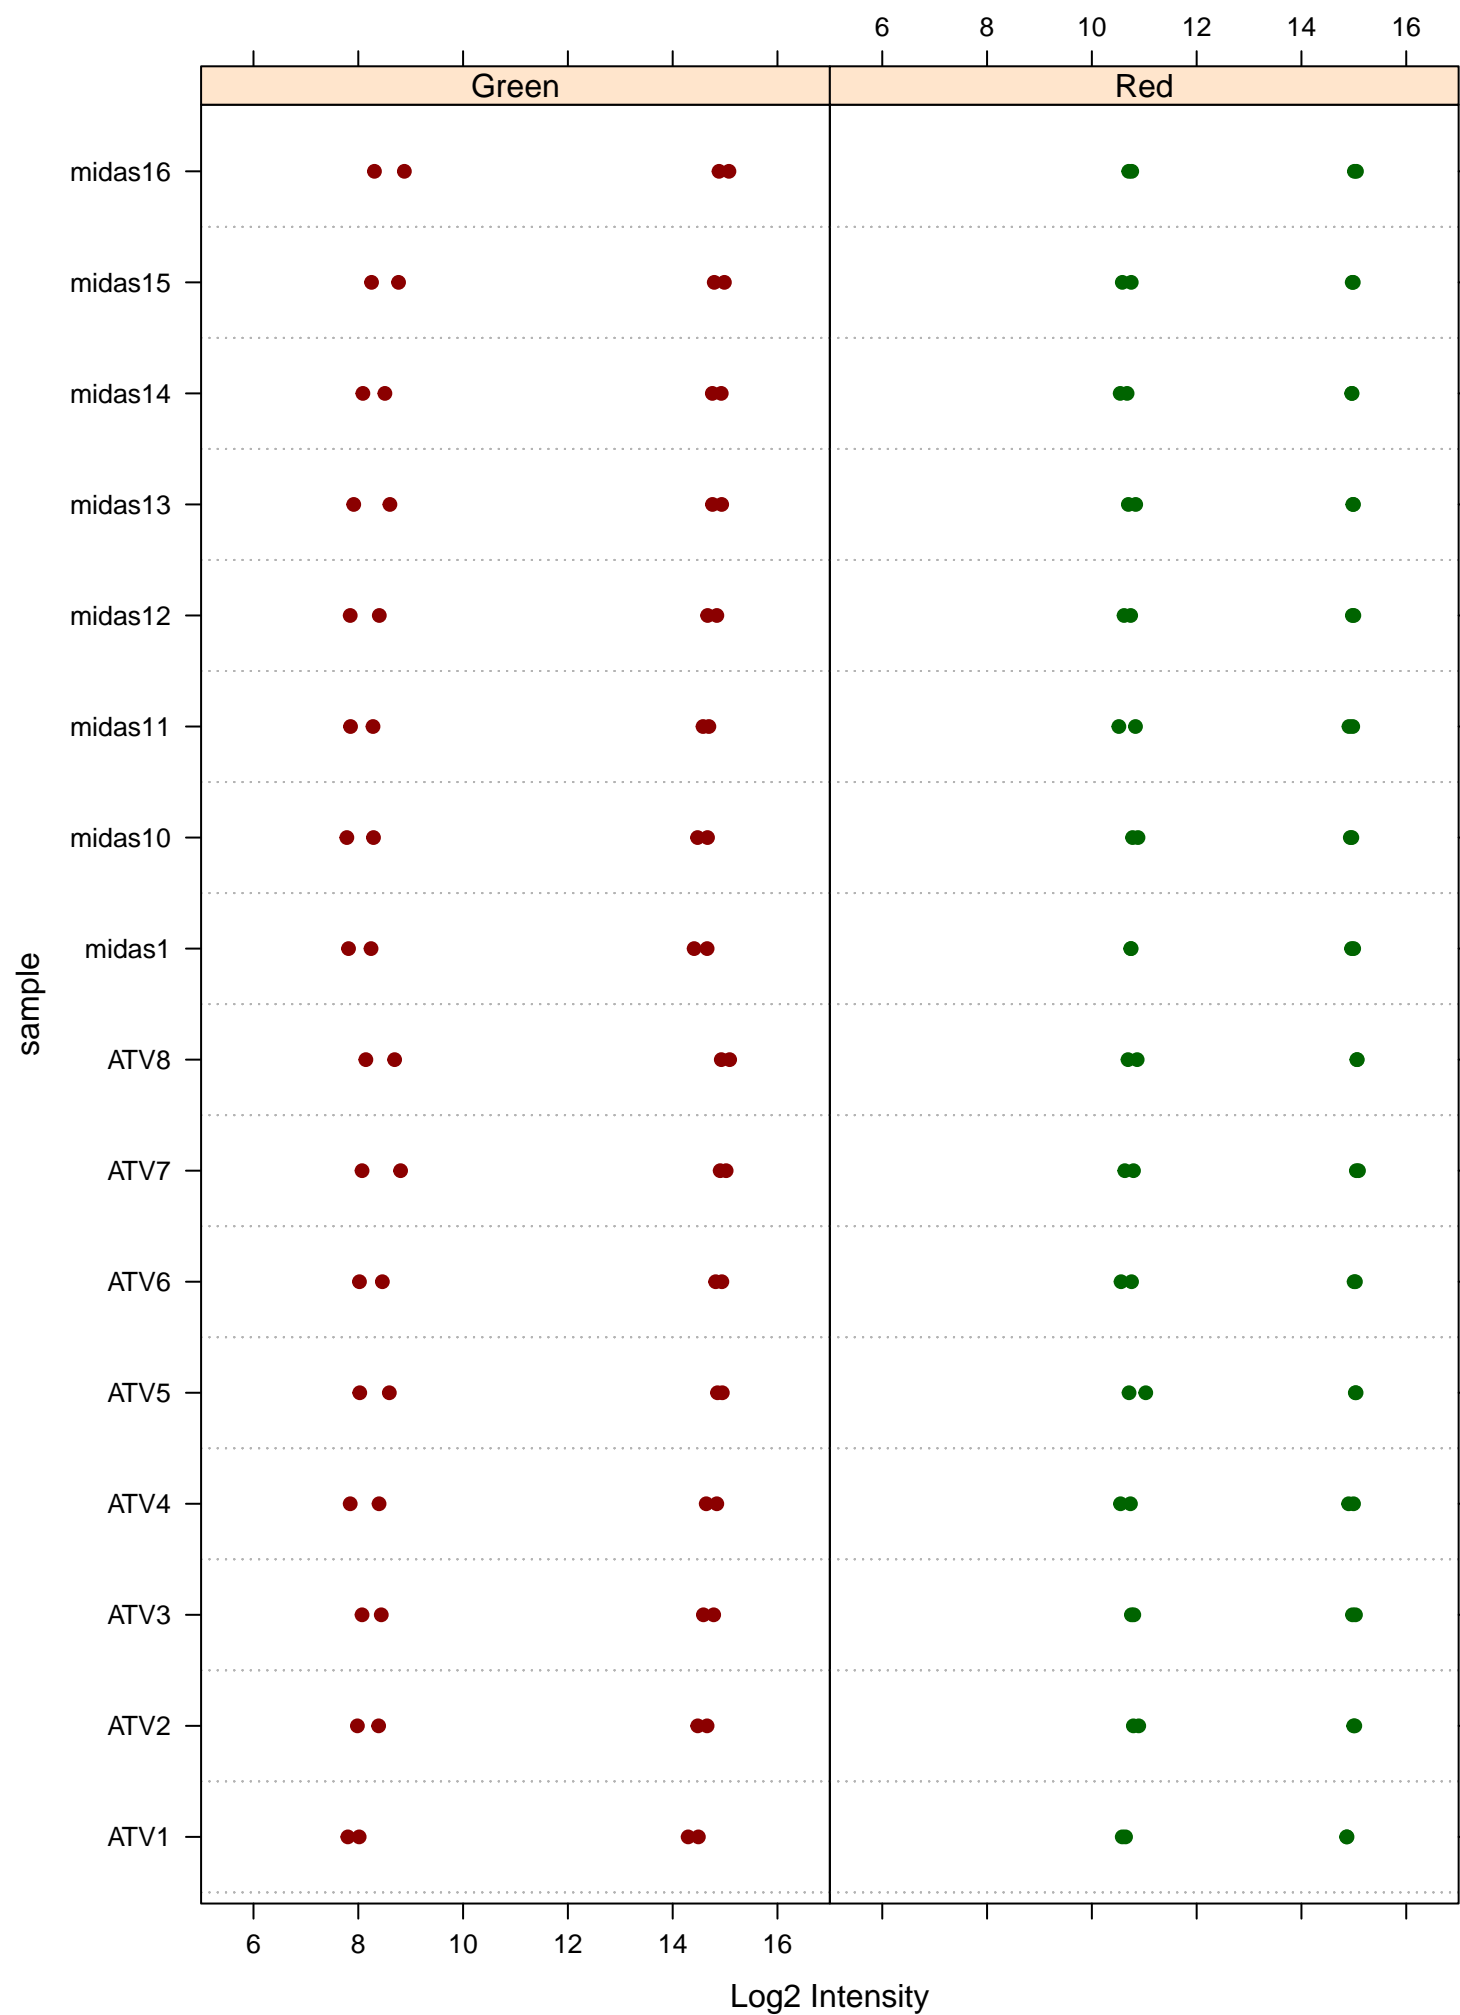 6 8 10 12 14 16
Green Red
midas16
midas15
midas14
midas13
midas12
midas11
midas10
midas1
ATV8
ATV7
ATV6
ATV5
ATV4
ATV3
ATV2
ATV1
sample
6 8 10 12 14 16
Log2 Intensity